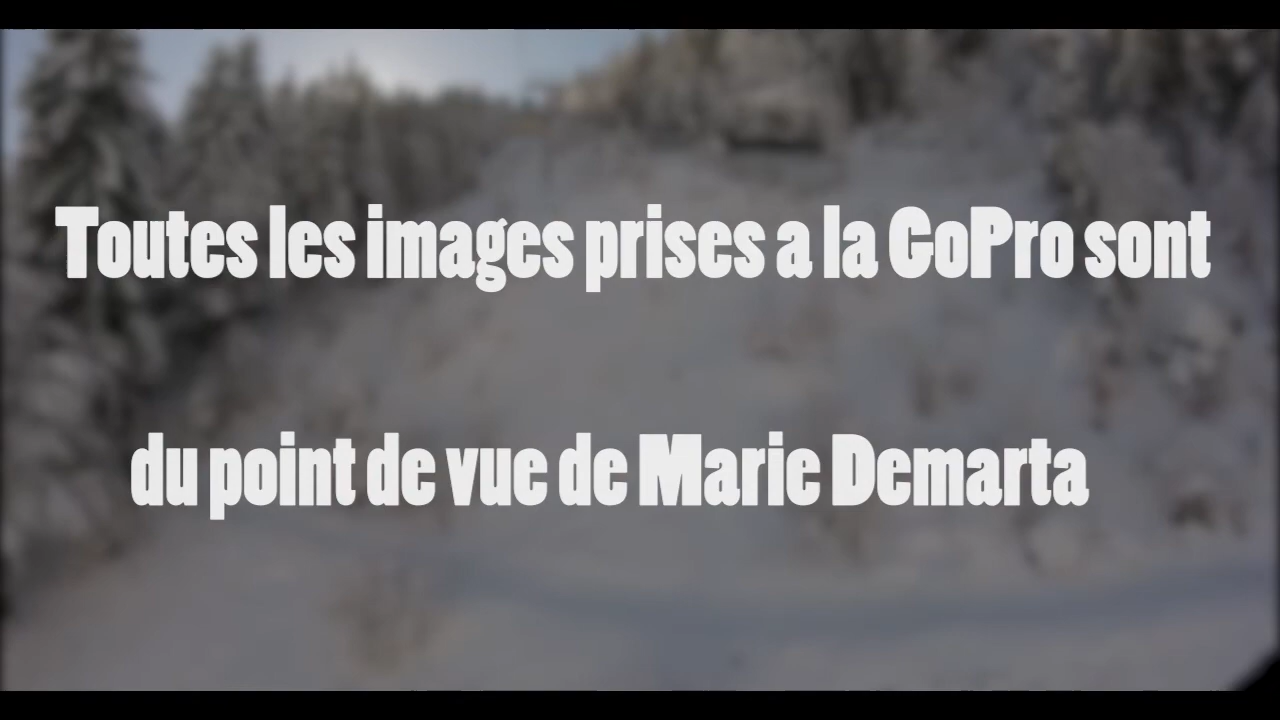 Toutes les images prises a la GoPro sont
du point de vue de Marie Demarta